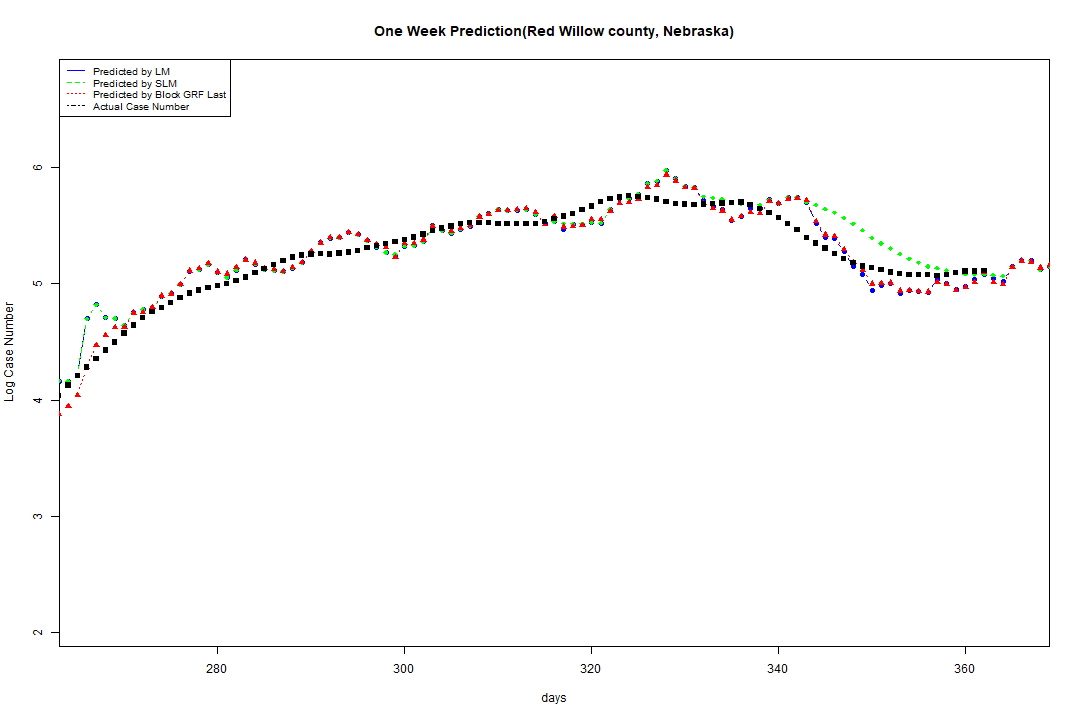 One Week Prediction(Red Willow county, Nebraska)
Predicted by LM
Predicted by SLM
Predicted by Block GRF Last
Actual Case Number
6
5
4
3
2
Log Case Number
280 300 320 340 360
days